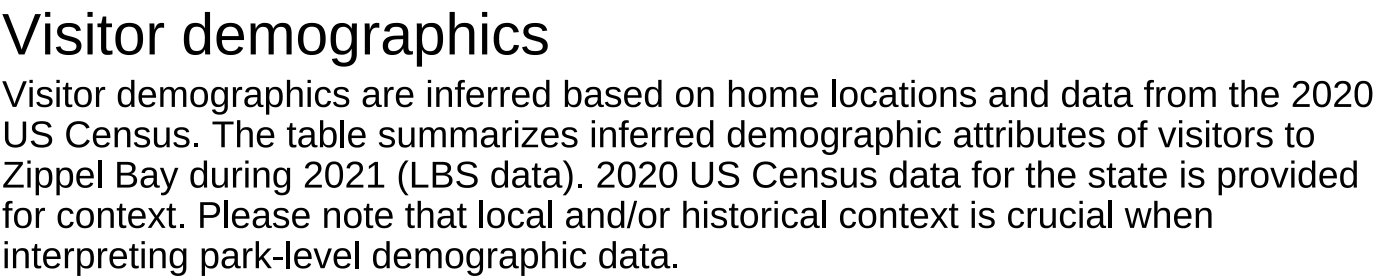 Visitor demographics
Visitor demographics are inferred based on home locations and data from the 2020
US Census. The table summarizes inferred demographic attributes of visitors to
Zippel Bay during 2021 (LBS data). 2020 US Census data for the state is provided
for context. Please note that local and/or historical context is crucial when
interpreting park-level demographic data.